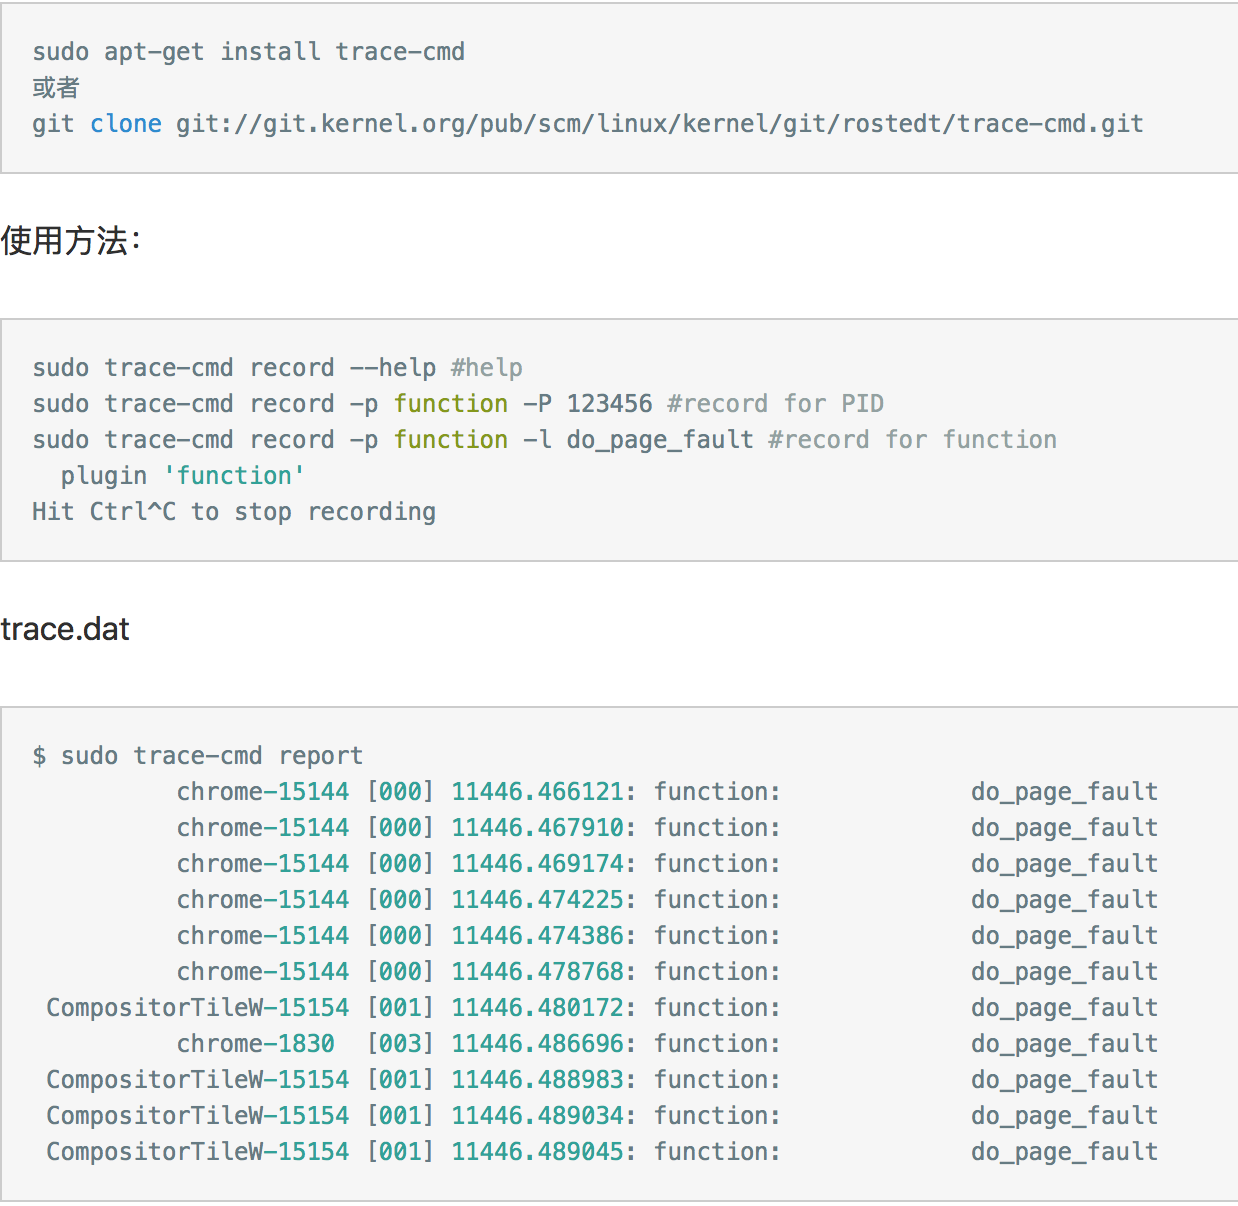 sudo apt-get install trace-cmd
或者
git clone git://git.kernel.org/pub/scm/linux/kernel/git/rostedt/trace-cmd.git
使用方法：
sudo trace-cmd record --help #help
sudo trace-cmd record -p function -P 123456 #record for PID
sudo trace-cmd record -p function -l do_page_fault #record for function
  plugin 'function'
Hit Ctrl^C to stop recording
trace.dat
$ sudo trace-cmd report
          chrome-15144 [000] 11446.466121: function:             do_page_fault
          chrome-15144 [000] 11446.467910: function:             do_page_fault
          chrome-15144 [000] 11446.469174: function:             do_page_fault
          chrome-15144 [000] 11446.474225: function:             do_page_fault
          chrome-15144 [000] 11446.474386: function:             do_page_fault
          chrome-15144 [000] 11446.478768: function:             do_page_fault
 CompositorTileW-15154 [001] 11446.480172: function:             do_page_fault
          chrome-1830  [003] 11446.486696: function:             do_page_fault
 CompositorTileW-15154 [001] 11446.488983: function:             do_page_fault
 CompositorTileW-15154 [001] 11446.489034: function:             do_page_fault
 CompositorTileW-15154 [001] 11446.489045: function:             do_page_fault